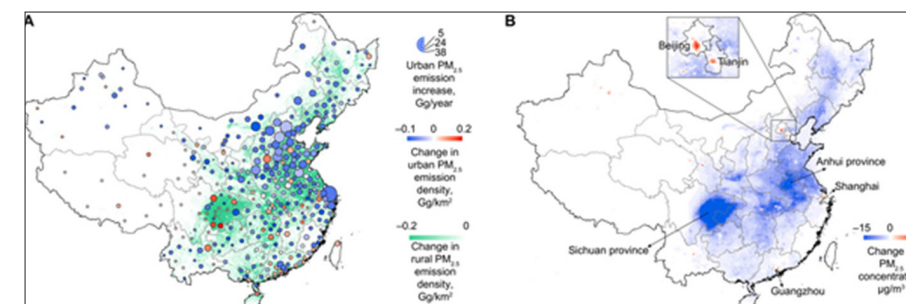 A
5
24
38
Urban PM2.5
emission
increase,
Gg/year
−0.1 0 0.2
Change in
urban PM2.5
emission
density,
Gg/km2
−0.2 0
Change in
rural PM2.5
emission
density,
Gg/km2
B
Beijing
Tianjin
Anhui province
Shanghai
Sichuan province
Guangzhou
−15 0
Change
PM2.5
concentrat
μg/m3